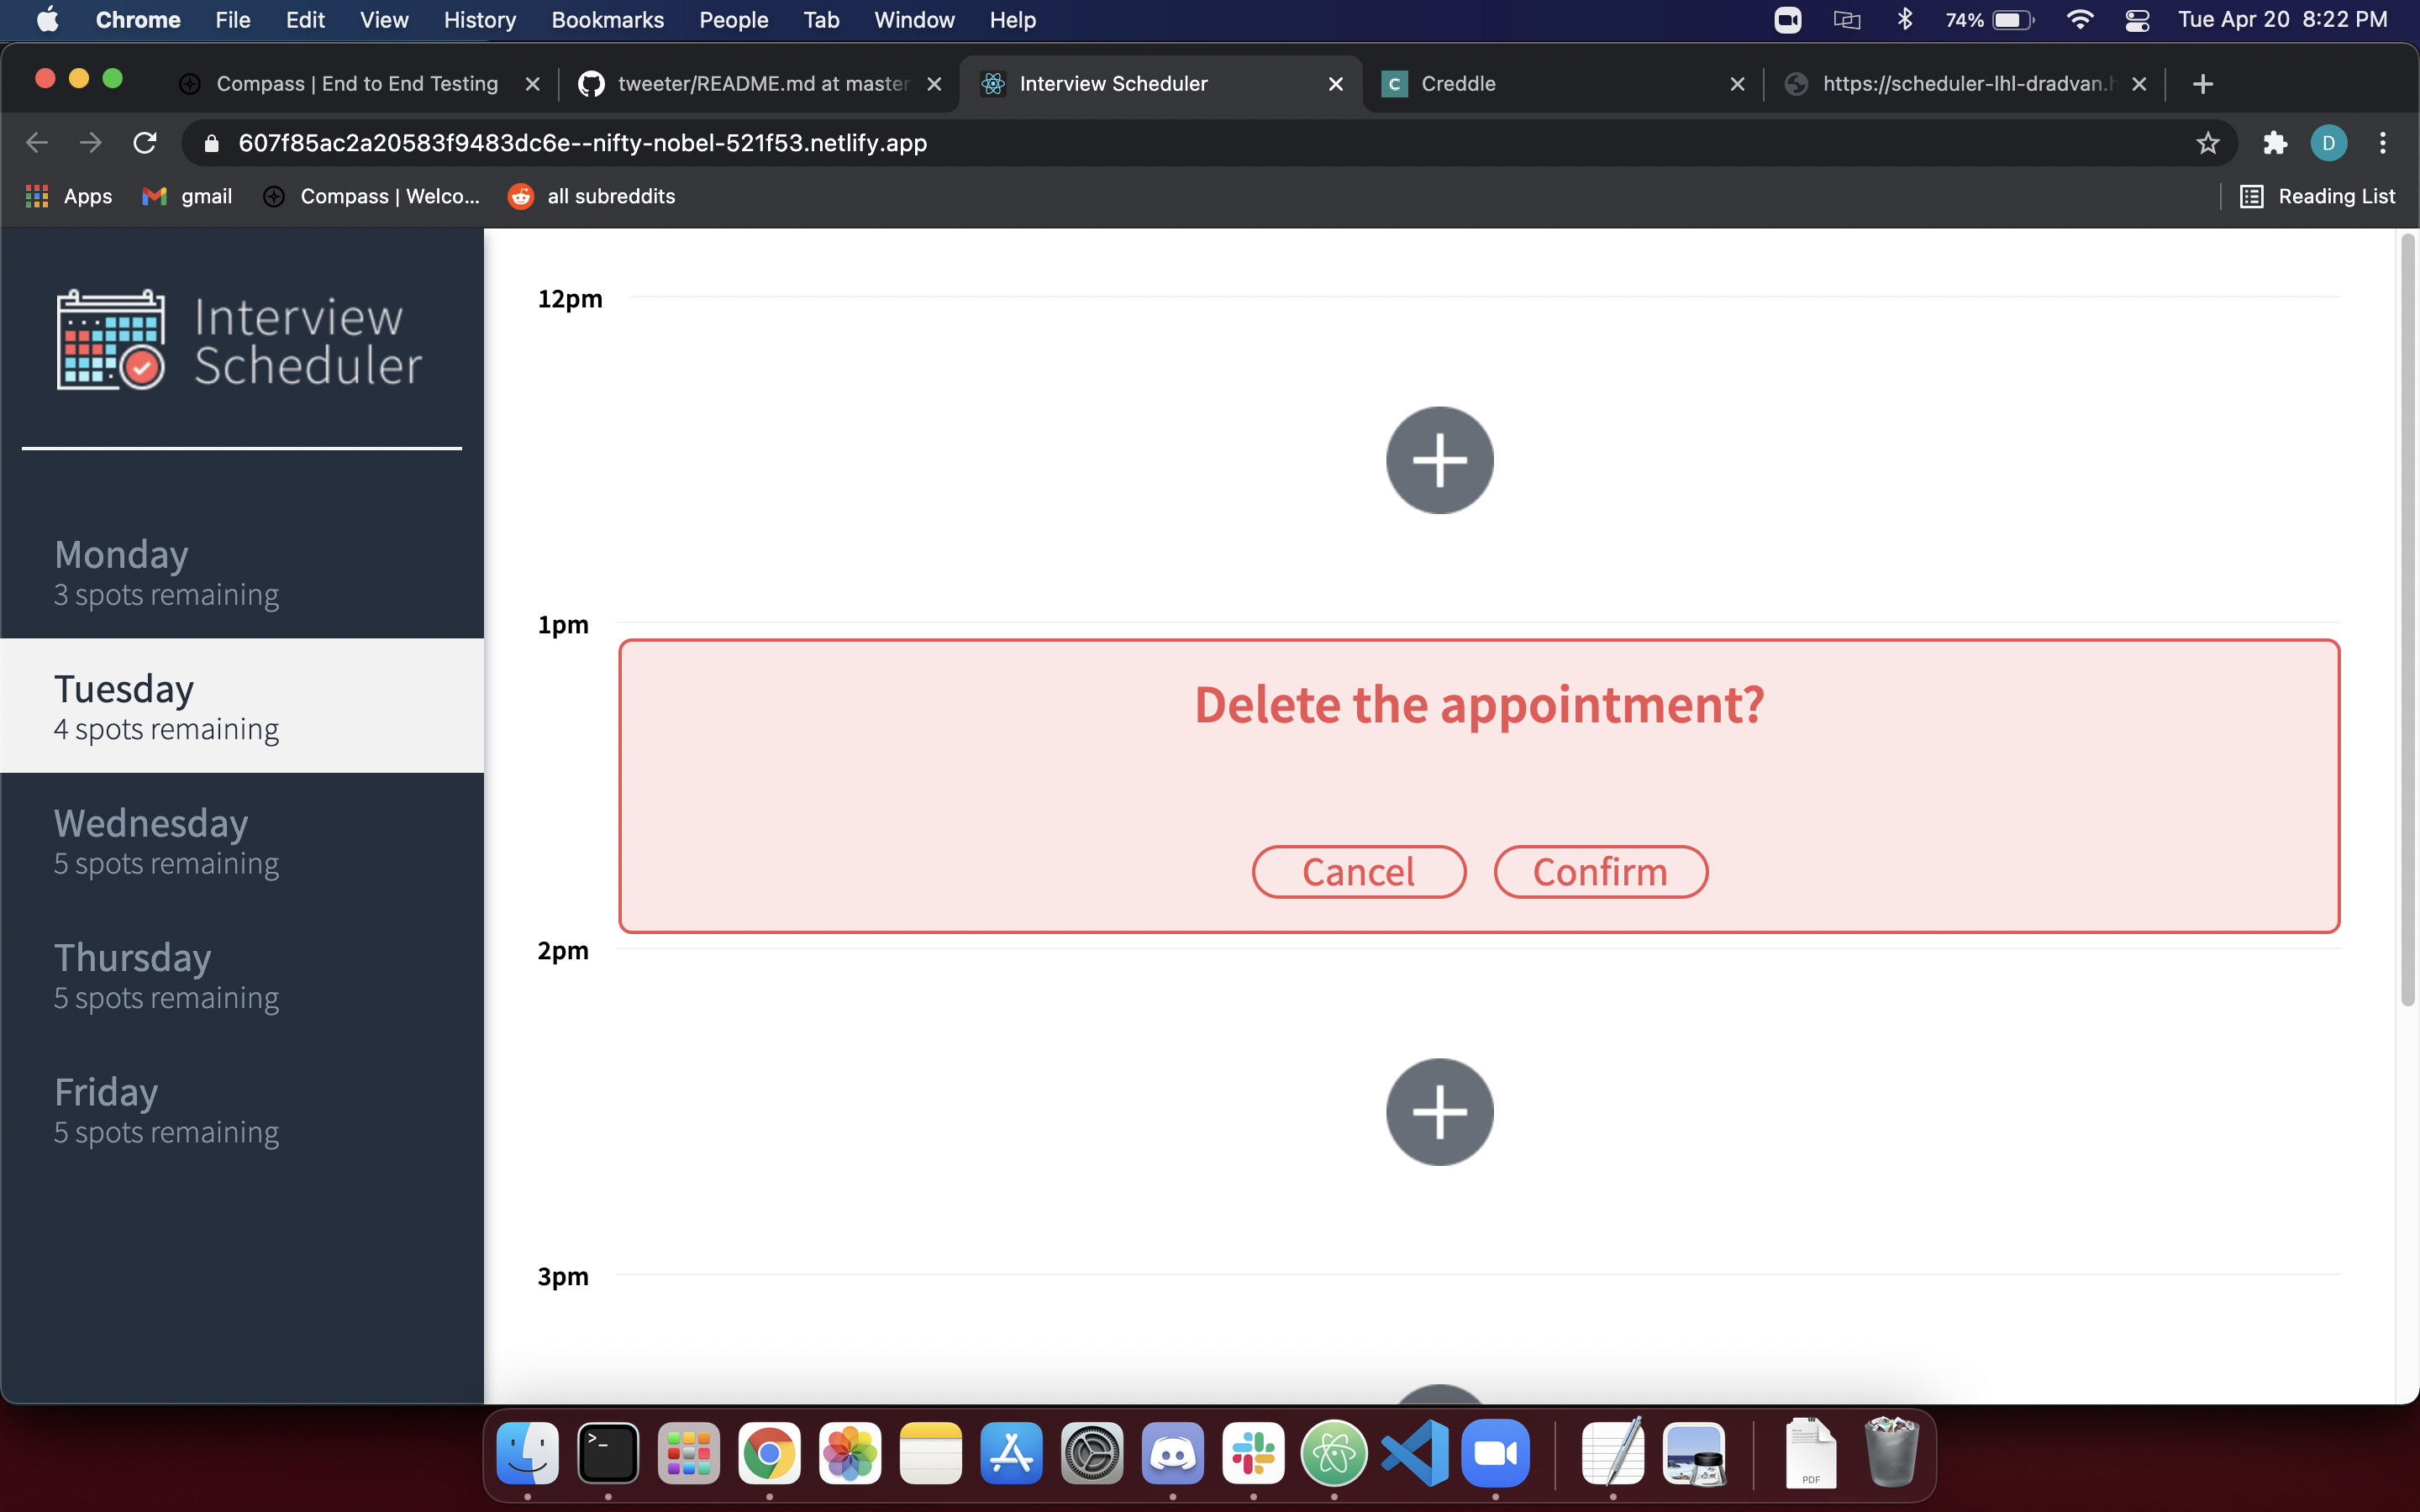 Chrome File Edit View History Bookmarks People Tab Window Help 74% Tue Apr 20 8:22 PM
Compass | End to End Testing tweeter/README.md at master Interview Scheduler C Creddle https://scheduler-lhl-dradvan.h
607f85ac2a20583f9483dc6e--nifty-nobel-521f53.netlify.app D
Apps gmail Compass | Welco... all subreddits Reading List
Interview
Scheduler
Monday
3 spots remaining
Tuesday
4 spots remaining
Wednesday
5 spots remaining
Thursday
5 spots remaining
Friday
5 spots remaining
12pm
1pm
Delete the appointment?
Cancel Confirm
2pm
3pm
>_
PDF